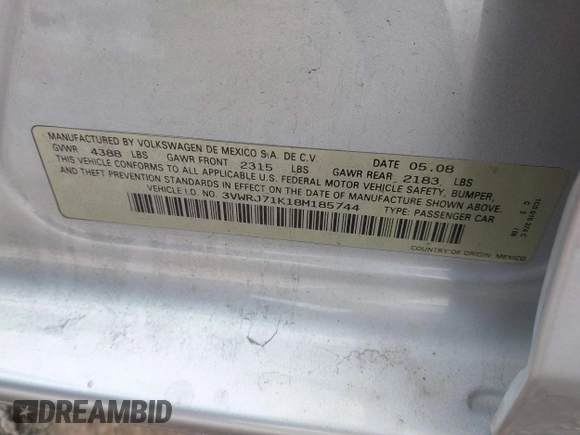 MANUFACTURED BY VOLKSWAGEN DE MEXICO S.A. DE C.V.
DATE 05.08
GVWR 4388 LBS GAWR FRONT 2315 LBS GAWR REAR 2183 LBS
THIS VEHICLE CONFORMS TO ALL APPLICABLE U.S. FEDERAL MOTOR VEHICLE SAFETY, BUMPER,
AND THEFT PREVENTION STANDARDS IN EFFECT ON THE DATE OF MANUFACTURE SHOWN ABOVE.
VEHICLE I.D. NO. 3VWRJ71K18M185744 TYPE: PASSENGER CAR
COUNTRY OF ORIGIN: MEXICO
DREAMBID